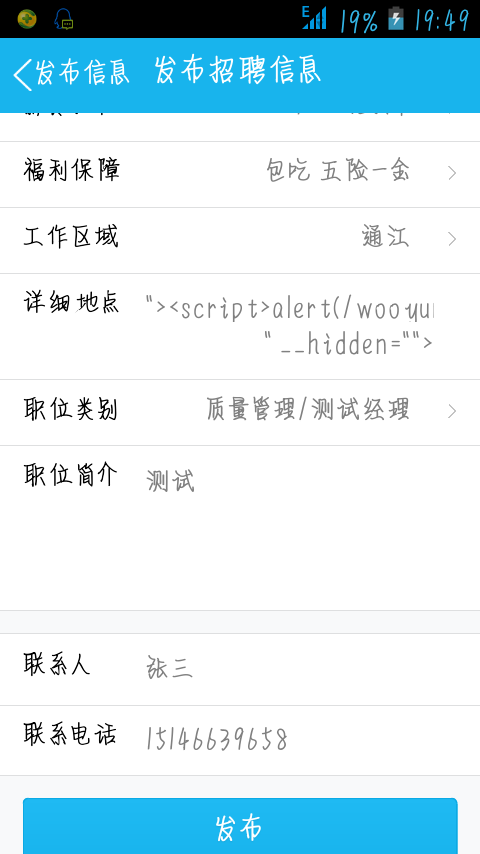 19% 19:49
发布信息 发布招聘信息
福利保障 包吃 五险一金
工作区域 通江
详细地点 "><script>alert(/wooyun
" __hidden="">
职位类别 质量管理/测试经理
职位简介 测试
联系人 张三
联系电话 15146639658
发布